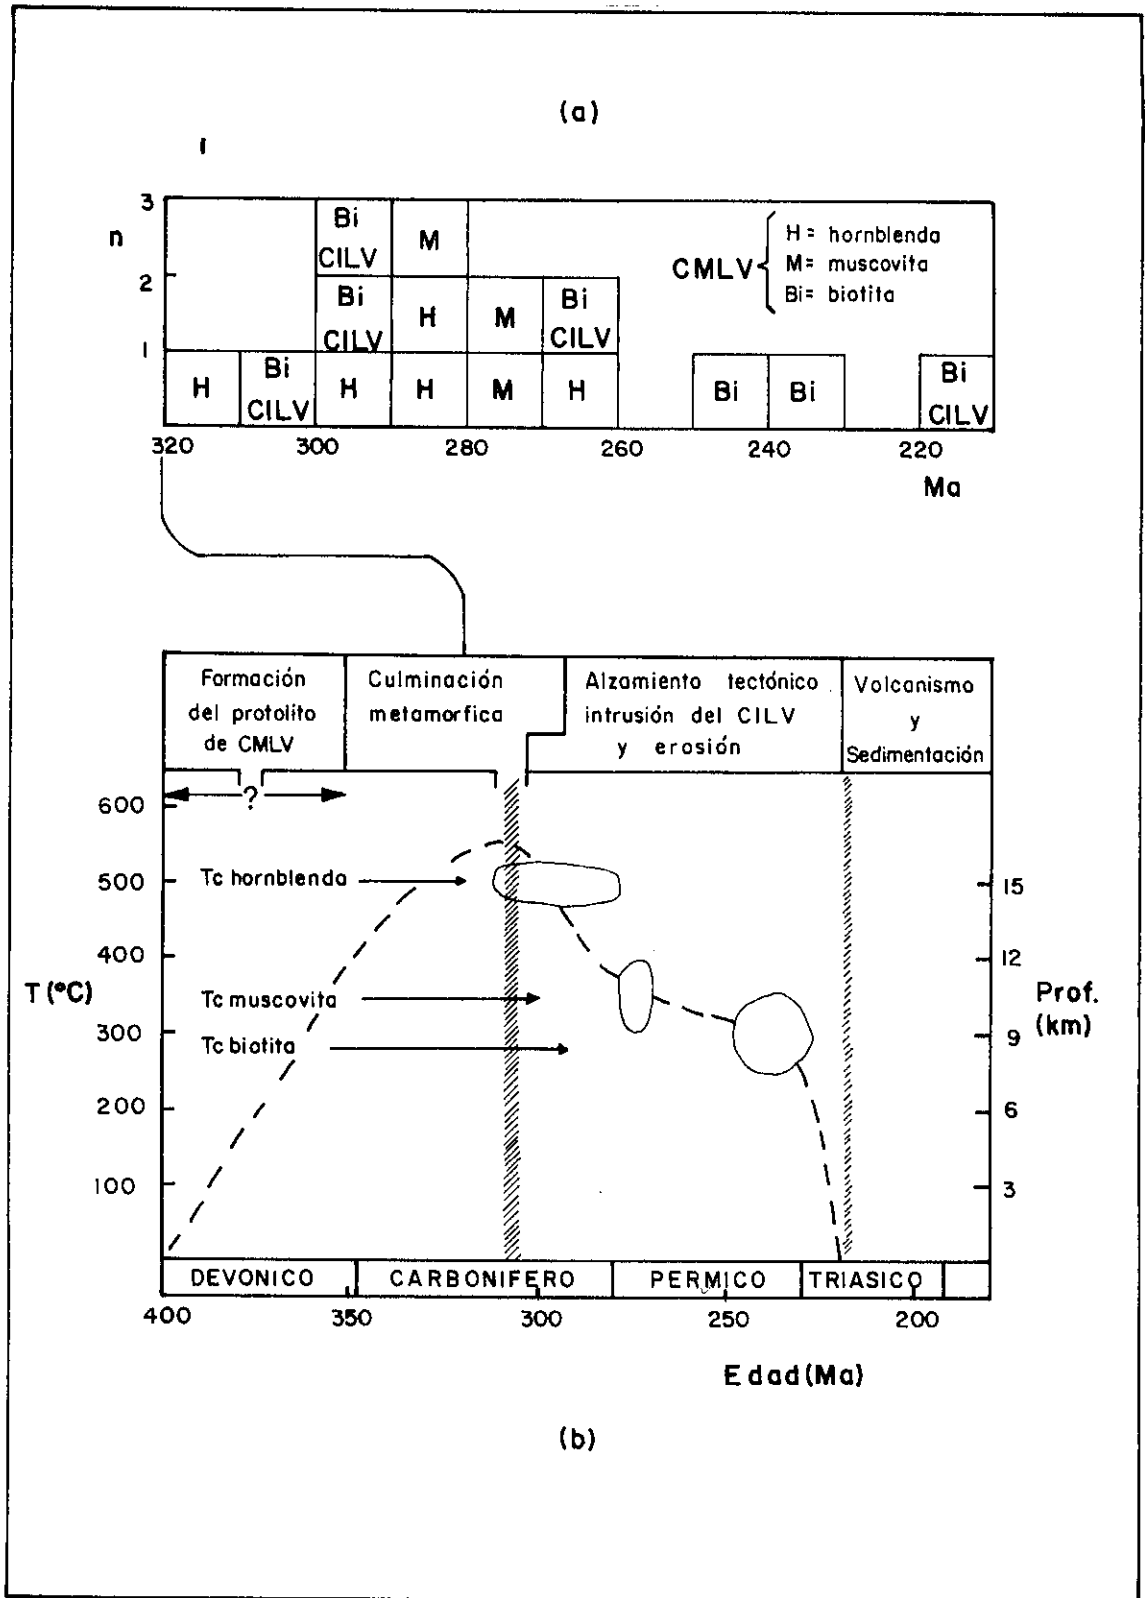 (a)
3
n
2
1
Bi
CILV
M
Bi
CILV
H
M
Bi
CILV
H
Bi
CILV
H
H
M
H
Bi
Bi
Bi
CILV
CMLV
H = hornblenda
M= muscovita
Bi= biotita
320
300
280
260
240
220
Ma
Formación
del protolito
de CMLV
Culminación
metamorfica
Alzamiento tectónico
intrusión del CILV
y erosión
Volcanismo
y
Sedimentación
?
600
500
400
300
200
100
T (°C)
Tc hornblenda
Tc muscovita
Tc biotita
15
12
9
6
3
Prof.
(km)
DEVONICO
CARBONIFERO
PERMICO
TRIASICO
400
350
300
250
200
Edad (Ma)
(b)